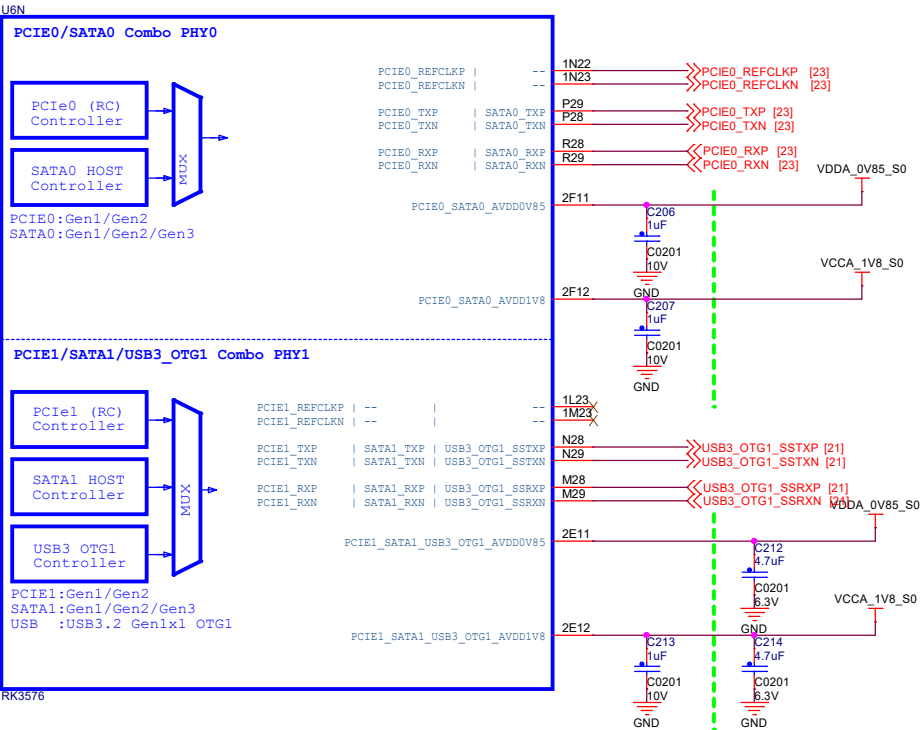 U6N
PCIE0/SATA0 Combo PHY0
PCIe0 (RC)
Controller
SATA0 HOST
Controller
MUX
PCIE0:Gen1/Gen2
SATA0:Gen1/Gen2/Gen3
PCIE0_REFCLKP | -- 1N22 PCIE0_REFCLKP [23]
PCIE0_REFCLKN | -- 1N23 PCIE0_REFCLKN [23]
PCIE0_TXP | SATA0_TXP P29 PCIE0_TXP [23]
PCIE0_TXN | SATA0_TXN P28 PCIE0_TXN [23]
PCIE0_RXP | SATA0_RXP R28 PCIE0_RXP [23]
PCIE0_RXN | SATA0_RXN R29 PCIE0_RXN [23]
VDDA_0V85_S0
PCIE0_SATA0_AVDD0V85 2F11
C206
1uF
C0201
10V
GND
VCCA_1V8_S0
PCIE0_SATA0_AVDD1V8 2F12
C207
1uF
C0201
10V
GND
PCIE1/SATA1/USB3_OTG1 Combo PHY1
PCIe1 (RC)
Controller
SATA1 HOST
Controller
USB3 OTG1
Controller
MUX
PCIE1:Gen1/Gen2
SATA1:Gen1/Gen2/Gen3
USB :USB3.2 Gen1x1 OTG1
PCIE1_REFCLKP | -- | -- 1L23
PCIE1_REFCLKN | -- | -- 1M23
PCIE1_TXP | SATA1_TXP | USB3_OTG1_SSTXP N28 USB3_OTG1_SSTXP [21]
PCIE1_TXN | SATA1_TXN | USB3_OTG1_SSTXN N29 USB3_OTG1_SSTXN [21]
PCIE1_RXP | SATA1_RXP | USB3_OTG1_SSRXP M28 USB3_OTG1_SSRXP [21]
PCIE1_RXN | SATA1_RXN | USB3_OTG1_SSRXN M29 USB3_OTG1_SSRXN [21]
VDDA_0V85_S0
PCIE1_SATA1_USB3_OTG1_AVDD0V85 2E11
C212
4.7uF
C0201
6.3V
GND
VCCA_1V8_S0
PCIE1_SATA1_USB3_OTG1_AVDD1V8 2E12
C213
1uF
C0201
10V
GND
C214
4.7uF
C0201
6.3V
GND
RK3576